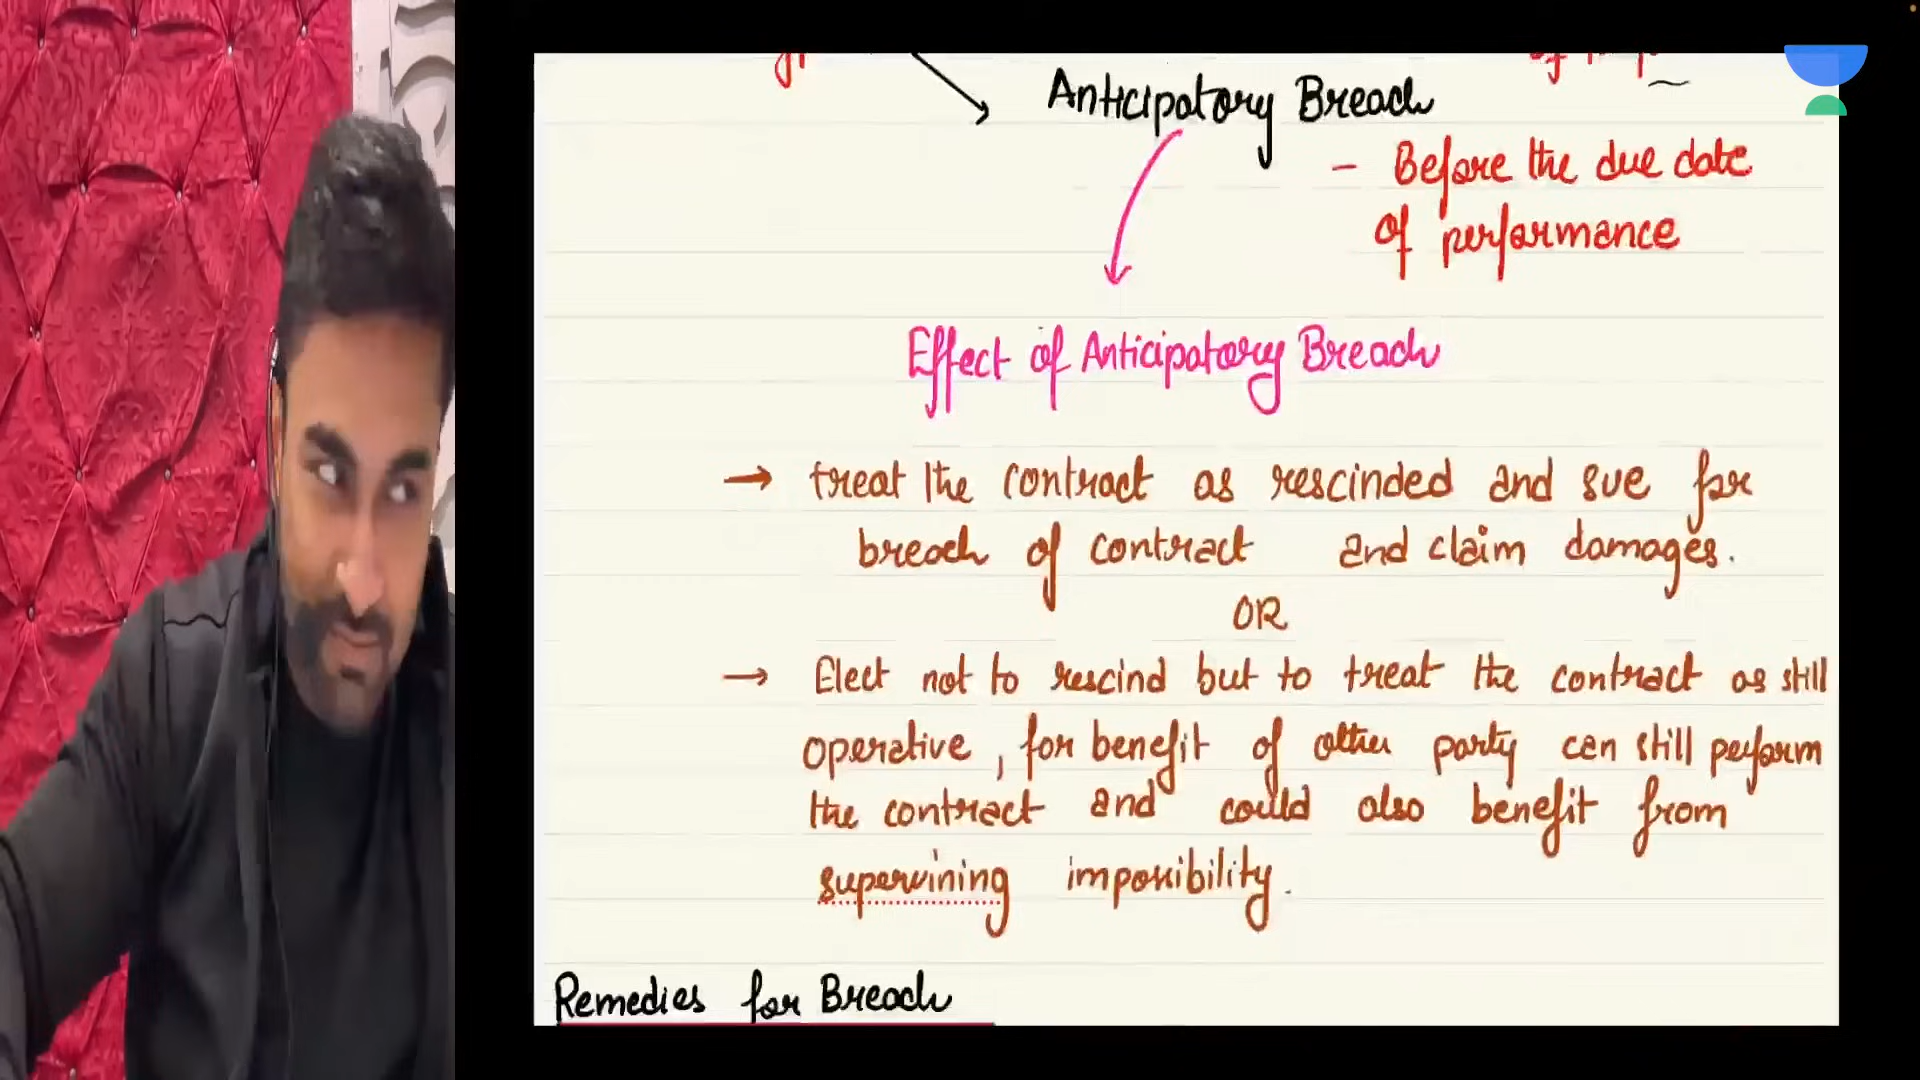 Anticipatory Breach
- Before the due date
of performance
Effect of Anticipatory Breach
→ treat the contract as rescinded and sue for
breach of contract and claim damages.
OR
→ Elect not to rescind but to treat the contract as still
operative, for benefit of other party can still perform
the contract and could also benefit from
supervining impossibility.
Remedies for Breach